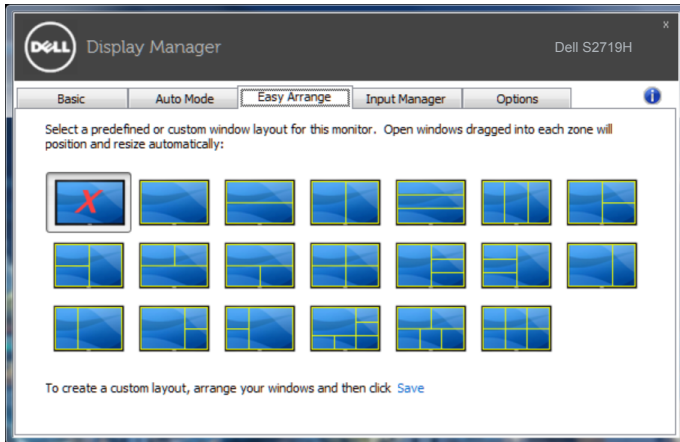 x
DELL Display Manager Dell S2719H
Basic Auto Mode Easy Arrange Input Manager Options i
Select a predefined or custom window layout for this monitor. Open windows dragged into each zone will
position and resize automatically:
X
To create a custom layout, arrange your windows and then click Save